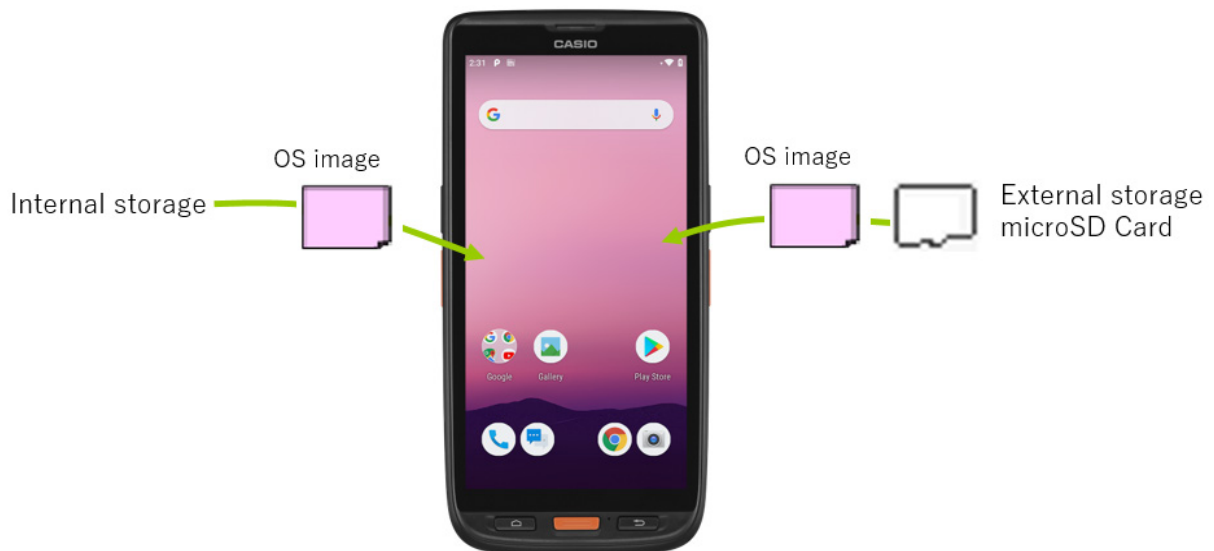 CASIO
2:31
OS image
Internal storage
OS image
External storage
microSD Card
Google
Gallery
Play Store